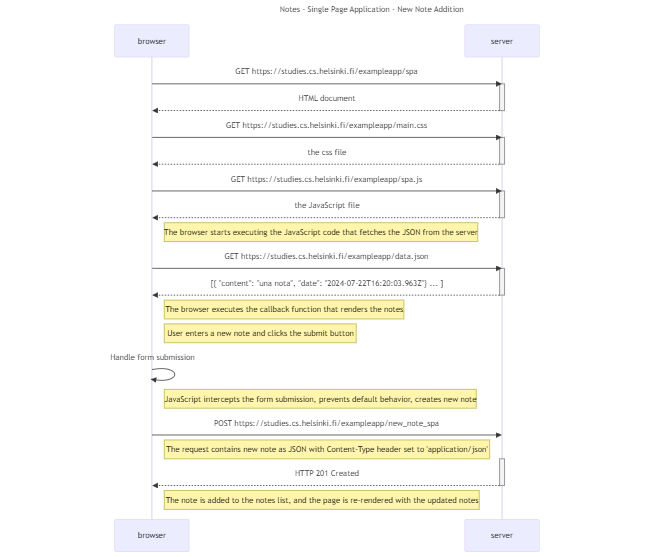 Notes - Single Page Application - New Note Addition
browser
server
GET https://studies.cs.helsinki.fi/exampleapp/spa
HTML document
GET https://studies.cs.helsinki.fi/exampleapp/main.css
the css file
GET https://studies.cs.helsinki.fi/exampleapp/spa.js
the JavaScript file
The browser starts executing the JavaScript code that fetches the JSON from the server
GET https://studies.cs.helsinki.fi/exampleapp/data.json
[{ "content": "una nota", "date": "2024-07-22T16:20:03.963Z"} ... ]
The browser executes the callback function that renders the notes
User enters a new note and clicks the submit button
Handle form submission
JavaScript intercepts the form submission, prevents default behavior, creates new note
POST https://studies.cs.helsinki.fi/exampleapp/new_note_spa
The request contains new note as JSON with Content-Type header set to 'application/json'
HTTP 201 Created
The note is added to the notes list, and the page is re-rendered with the updated notes
browser
server